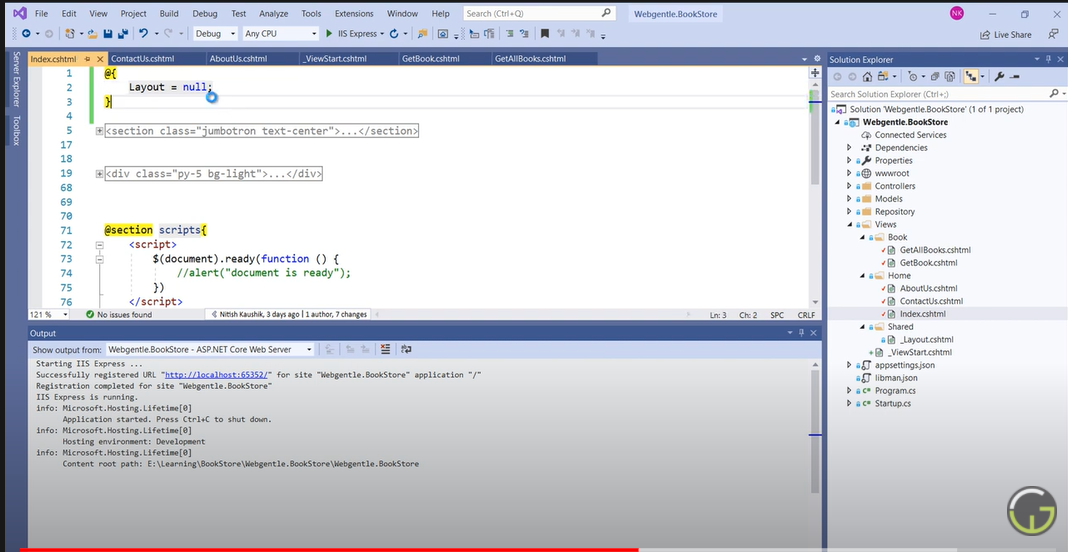 File Edit View Project Build Debug Test Analyze Tools Extensions Window Help Search (Ctrl+Q) Webgentle.BookStore NK
Debug Any CPU IIS Express Live Share
Server Explorer
Toolbox
Index.cshtml ContactUs.cshtml AboutUs.cshtml _ViewStart.cshtml GetBook.cshtml GetAllBooks.cshtml
1 @{
2 Layout = null;
3 }
4
5 <section class="jumbotron text-center">...</section>
17
18
19 <div class="py-5 bg-light">...</div>
68
69
70
71 @section scripts{
72 <script>
73 $(document).ready(function () {
74 //alert("document is ready");
75 })
76 </script>
121 % No issues found Nitish Kaushik, 3 days ago | 1 author, 7 changes Ln: 3 Ch: 2 SPC CRLF
Output
Show output from: Webgentle.BookStore - ASP.NET Core Web Server
Starting IIS Express ...
Successfully registered URL "http://localhost:65352/" for site "Webgentle.BookStore" application "/"
Registration completed for site "Webgentle.BookStore"
IIS Express is running.
info: Microsoft.Hosting.Lifetime[0]
Application started. Press Ctrl+C to shut down.
info: Microsoft.Hosting.Lifetime[0]
Hosting environment: Development
info: Microsoft.Hosting.Lifetime[0]
Content root path: E:\Learning\BookStore\Webgentle.BookStore\Webgentle.BookStore
Solution Explorer
Search Solution Explorer (Ctrl+;)
Solution 'Webgentle.BookStore' (1 of 1 project)
Webgentle.BookStore
Connected Services
Dependencies
Properties
wwwroot
Controllers
Models
Repository
Views
Book
GetAllBooks.cshtml
GetBook.cshtml
Home
AboutUs.cshtml
ContactUs.cshtml
Index.cshtml
Shared
_Layout.cshtml
_ViewStart.cshtml
appsettings.json
libman.json
Program.cs
Startup.cs